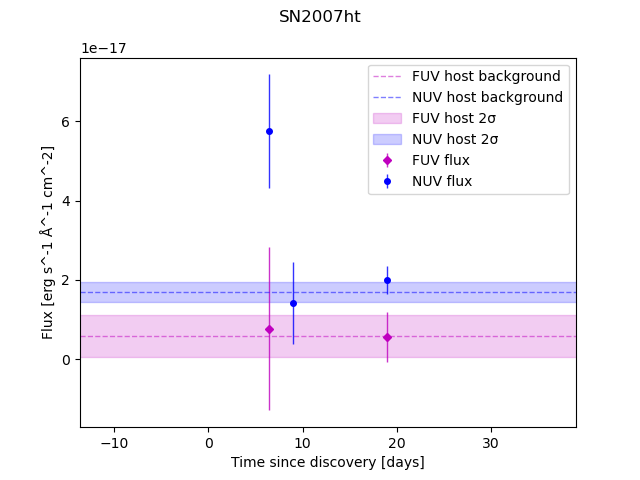 SN2007ht
1e−17
FUV host background
NUV host background
FUV host 2σ
NUV host 2σ
FUV flux
NUV flux
6
4
2
0
Flux [erg s^-1 Å^-1 cm^-2]
−10 0 10 20 30
Time since discovery [days]